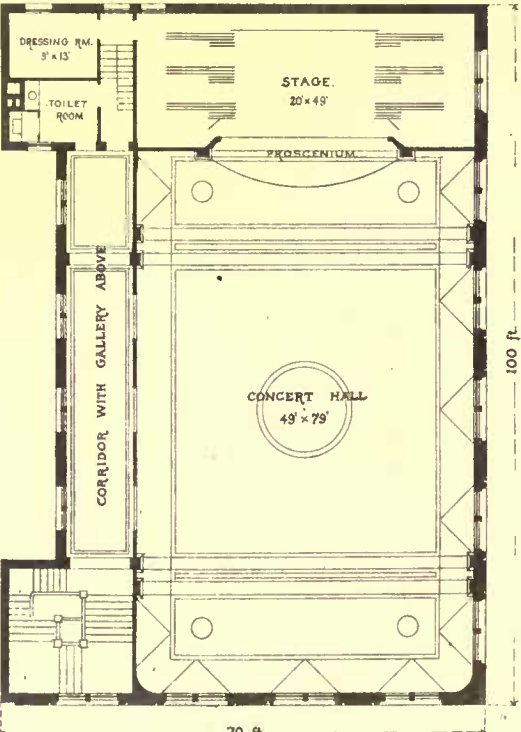 DRESSING RM.
9' x 13'
TOILET
ROOM
STAGE.
20' x 49'
PROSCENIUM.
CORRIDOR WITH GALLERY ABOVE
CONCERT HALL
49' x 79'
100 ft.
70 ft.